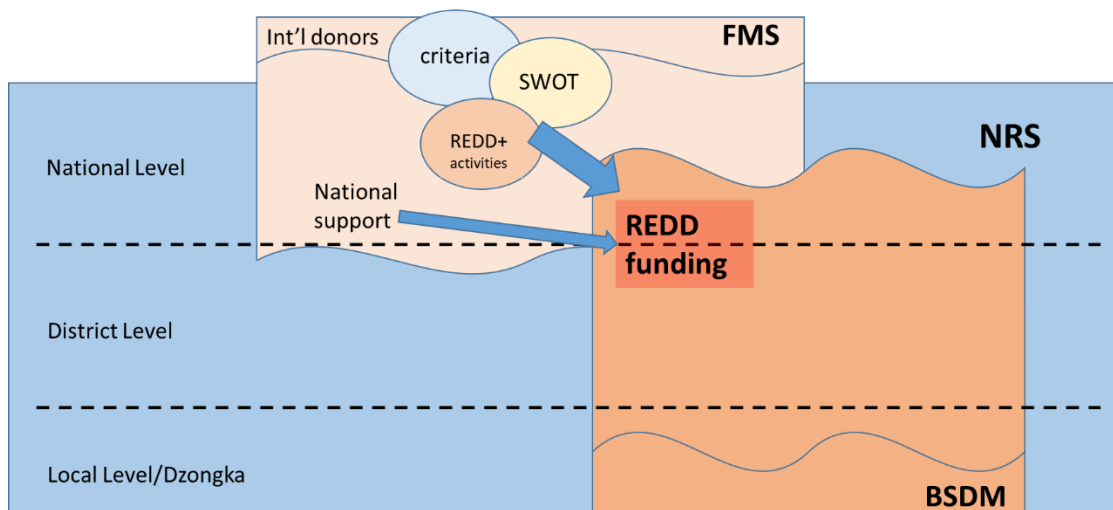 Int'l donors
FMS
criteria
SWOT
NRS
REDD+
activities
National Level
National
support
REDD
funding
District Level
Local Level/Dzongka
BSDM